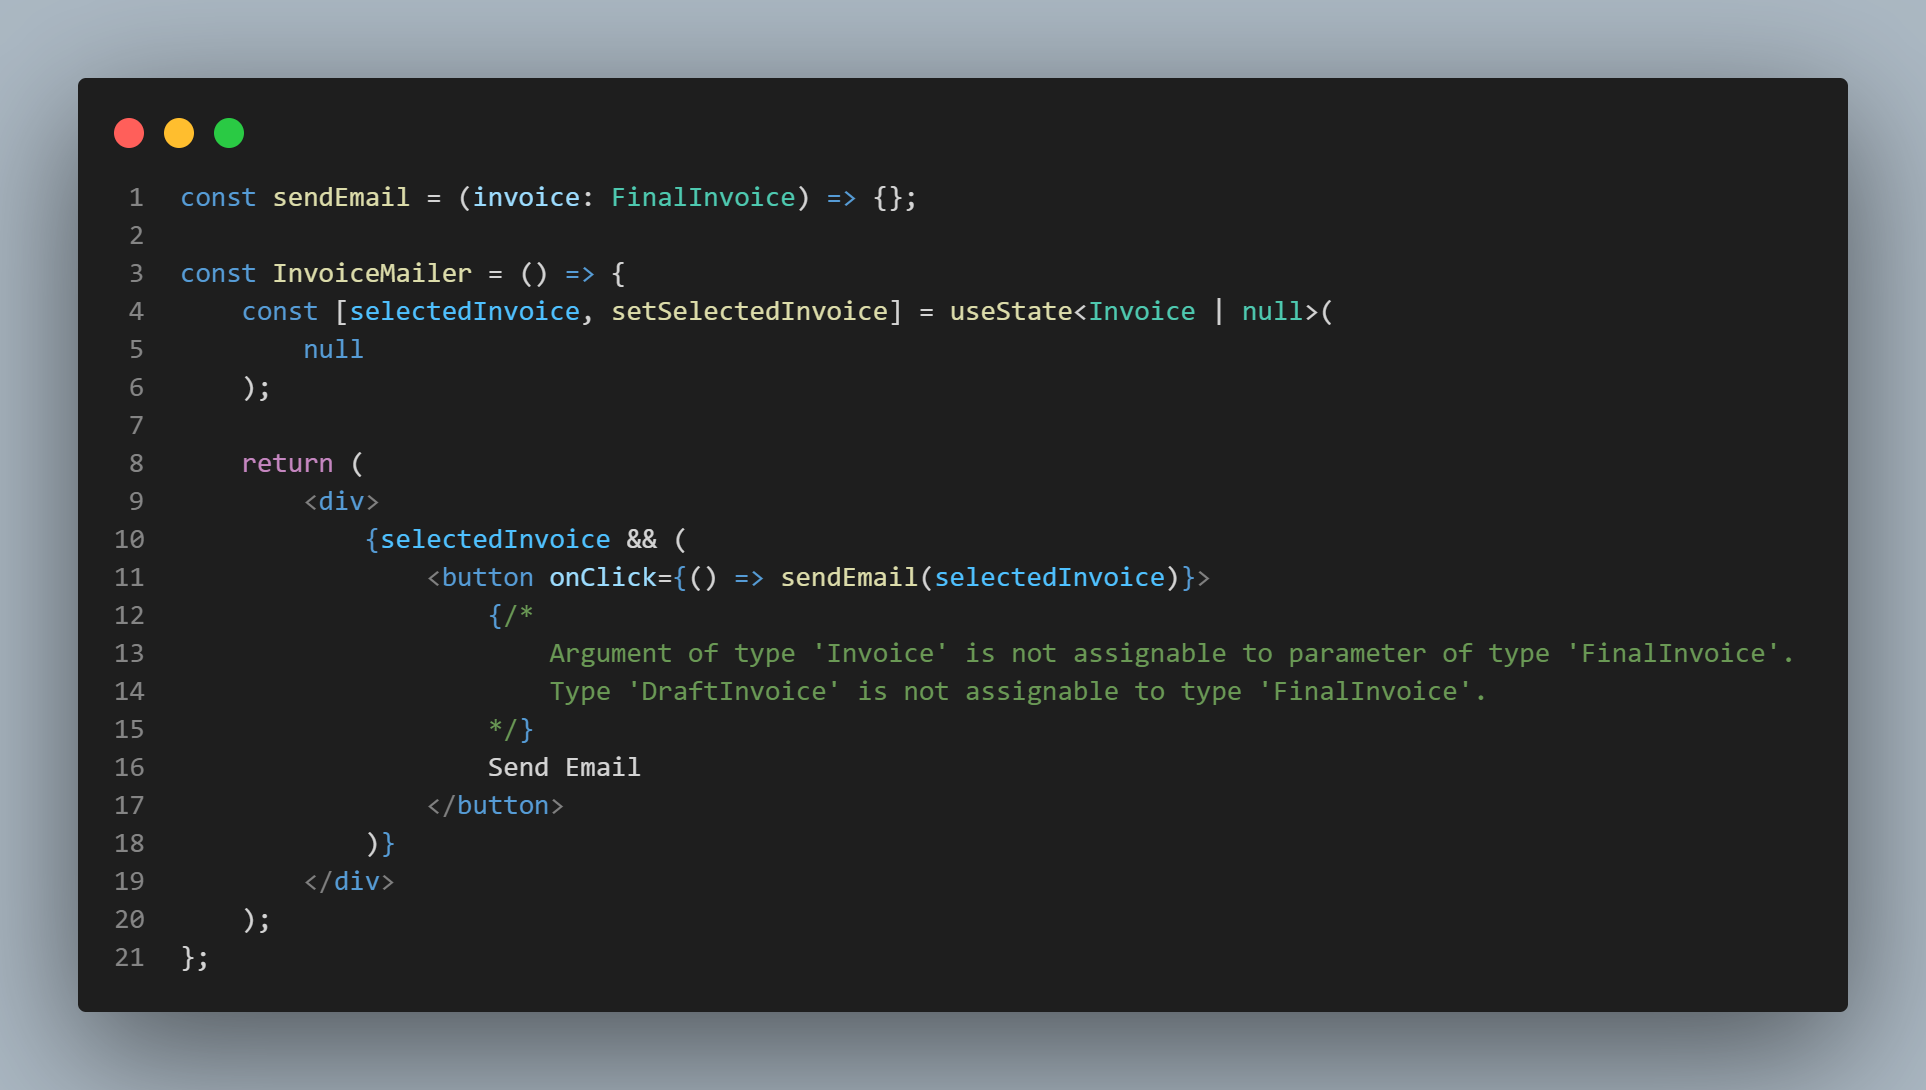 1 const sendEmail = (invoice: FinalInvoice) => {};
2
3 const InvoiceMailer = () => {
4     const [selectedInvoice, setSelectedInvoice] = useState<Invoice | null>(
5         null
6     );
7
8     return (
9         <div>
10             {selectedInvoice && (
11                 <button onClick={() => sendEmail(selectedInvoice)}>
12                     {/*
13                         Argument of type 'Invoice' is not assignable to parameter of type 'FinalInvoice'.
14                         Type 'DraftInvoice' is not assignable to type 'FinalInvoice'.
15                     */}
16                     Send Email
17                 </button>
18             )}
19         </div>
20     );
21 };